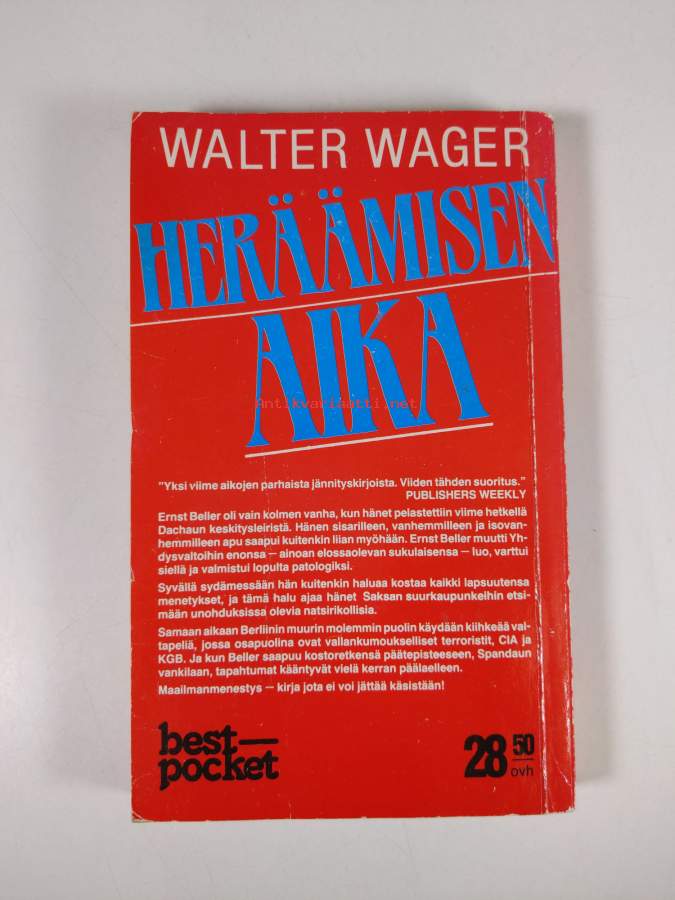 WALTER WAGER
HERÄÄMISEN
AIKA
Antikvariaatti.net
"Yksi viime aikojen parhaista jännityskirjoista. Viiden tähden suoritus."
PUBLISHERS WEEKLY
Ernst Beller oli vain kolmen vanha, kun hänet pelastettiin viime hetkellä
Dachaun keskitysleiristä. Hänen sisarilleen, vanhemmilleen ja isovan-
hemmilleen apu saapui kuitenkin liian myöhään. Ernst Beller muutti Yh-
dysvaltoihin enonsa – ainoan elossaolevan sukulaisensa – luo, varttui
siellä ja valmistui lopulta patologiksi.
Syvällä sydämessään hän kuitenkin haluaa kostaa kaikki lapsuutensa
menetykset, ja tämä halu ajaa hänet Saksan suurkaupunkeihin etsi-
mään unohduksissa olevia natsirikollisia.
Samaan aikaan Berliinin muurin molemmin puolin käydään kiihkeää val-
tapeliä, jossa osapuolina ovat vallankumoukselliset terroristit, CIA ja
KGB. Ja kun Beller saapuu kostoretkensä päätepisteeseen, Spandaun
vankilaan, tapahtumat kääntyvät vielä kerran päälaelleen.
Maailmanmenestys – kirja jota ei voi jättää käsistään!
best—
pocket
28 50
ovh